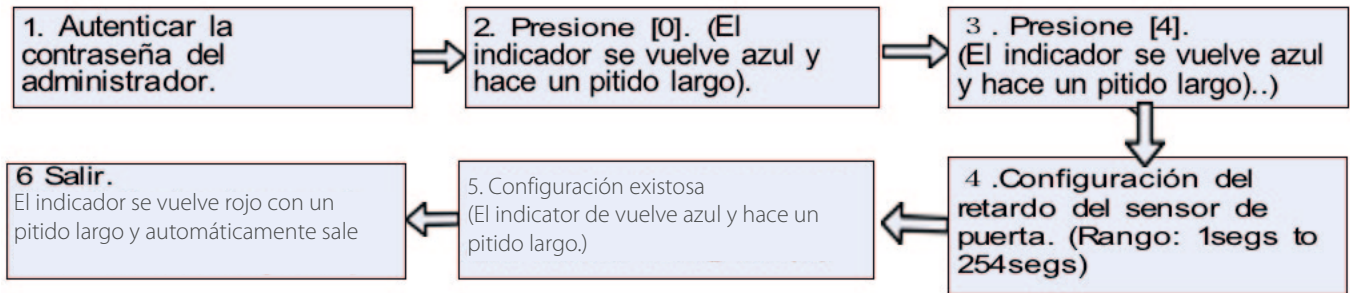 1. Autenticar la
contraseña del
administrador.
2. Presione [0]. (El
indicador se vuelve azul y
hace un pitido largo).
3 . Presione [4].
(El indicador se vuelve azul
y hace un pitido largo)..)
4 .Configuración del
retardo del sensor de
puerta. (Rango: 1segs to
254segs)
5. Configuración existosa
(El indicator de vuelve azul y hace un
pitido largo.)
6 Salir.
El indicador se vuelve rojo con un
pitido largo y automáticamente sale